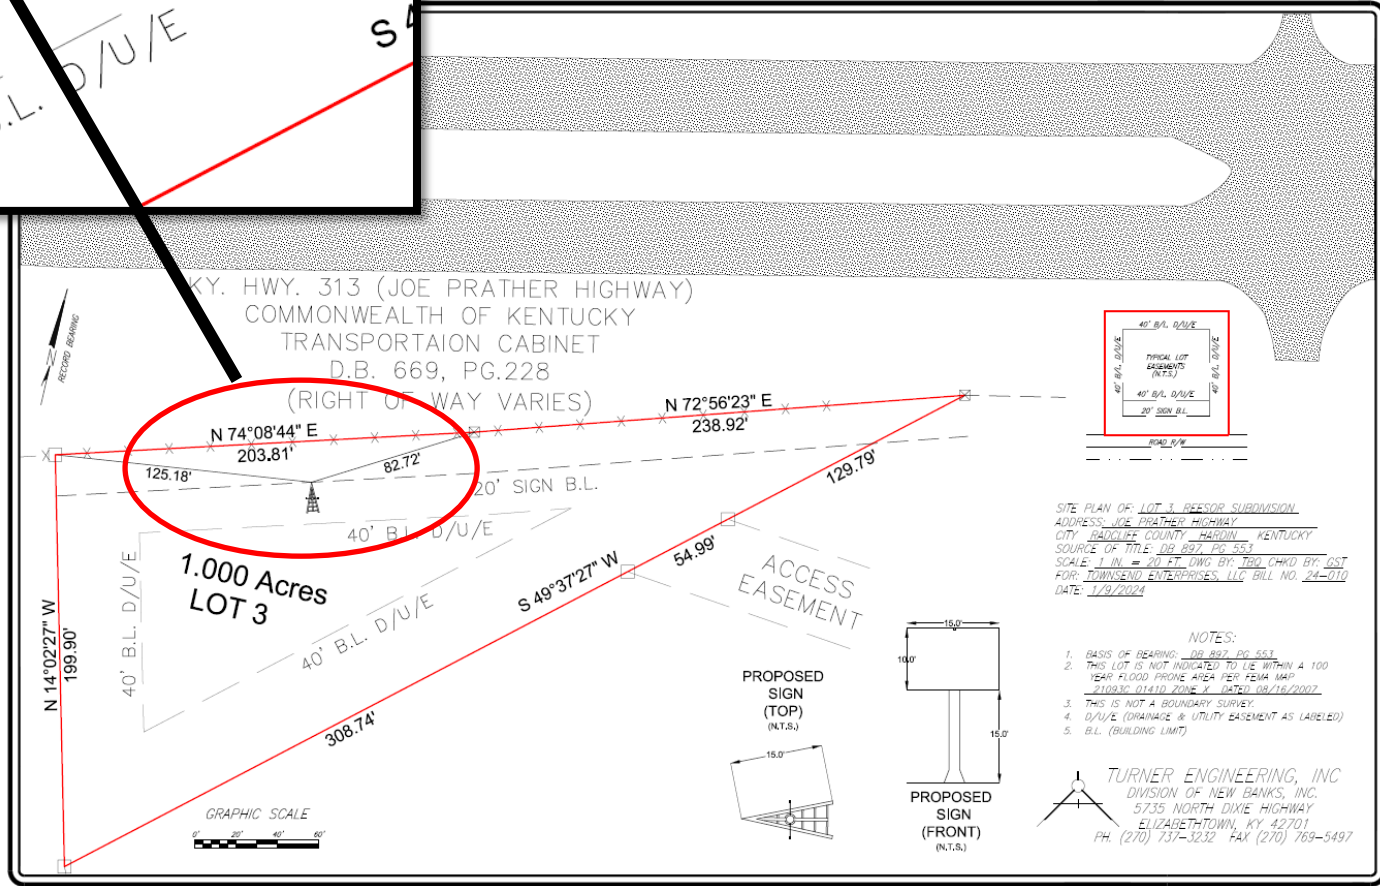 D/U/E
.L.
S 4
KY. HWY. 313 (JOE PRATHER HIGHWAY)
COMMONWEALTH OF KENTUCKY
TRANSPORTAION CABINET
D.B. 669, PG.228
(RIGHT OF WAY VARIES)
N
RECORD BEARING
N 74°08'44" E
203.81'
N 72°56'23" E
238.92'
125.18'
82.72'
20' SIGN B.L.
40' B.L. D/U/E
129.79'
54.99'
S 49°37'27" W
308.74'
ACCESS
EASEMENT
1.000 Acres
LOT 3
40' B.L. D/U/E
40' B.L. D/U/E
N 14°02'27" W
199.90'
GRAPHIC SCALE
0' 20' 40' 60'
40' B/L D/U/E
40' B/L D/U/E
40' B/L D/U/E
TYPICAL LOT
EASEMENTS
(N.T.S.)
40' B/L D/U/E
20' SIGN B.L.
ROAD R/W
SITE PLAN OF: LOT 3, REESOR SUBDIVISION
ADDRESS: JOE PRATHER HIGHWAY
CITY RADCLIFF COUNTY HARDIN KENTUCKY
SOURCE OF TITLE: DB 897, PG 553
SCALE: 1 IN. = 20 FT. DWG BY: TBQ CHKD BY: GST
FOR: TOWNSEND ENTERPRISES, LLC BILL NO. 24-010
DATE: 1/9/2024
NOTES:
1. BASIS OF BEARING: DB 897, PG 553
2. THIS LOT IS NOT INDICATED TO LIE WITHIN A 100
YEAR FLOOD PRONE AREA PER FEMA MAP
21093C 0141D ZONE X DATED 08/16/2007
3. THIS IS NOT A BOUNDARY SURVEY.
4. D/U/E (DRAINAGE & UTILITY EASEMENT AS LABELED)
5. B.L. (BUILDING LIMIT)
PROPOSED
SIGN
(TOP)
(N.T.S.)
15.0'
15.0'
10.0'
15.0'
PROPOSED
SIGN
(FRONT)
(N.T.S.)
TURNER ENGINEERING, INC
DIVISION OF NEW BANKS, INC.
5735 NORTH DIXIE HIGHWAY
ELIZABETHTOWN, KY 42701
PH. (270) 737-3232 FAX (270) 769-5497